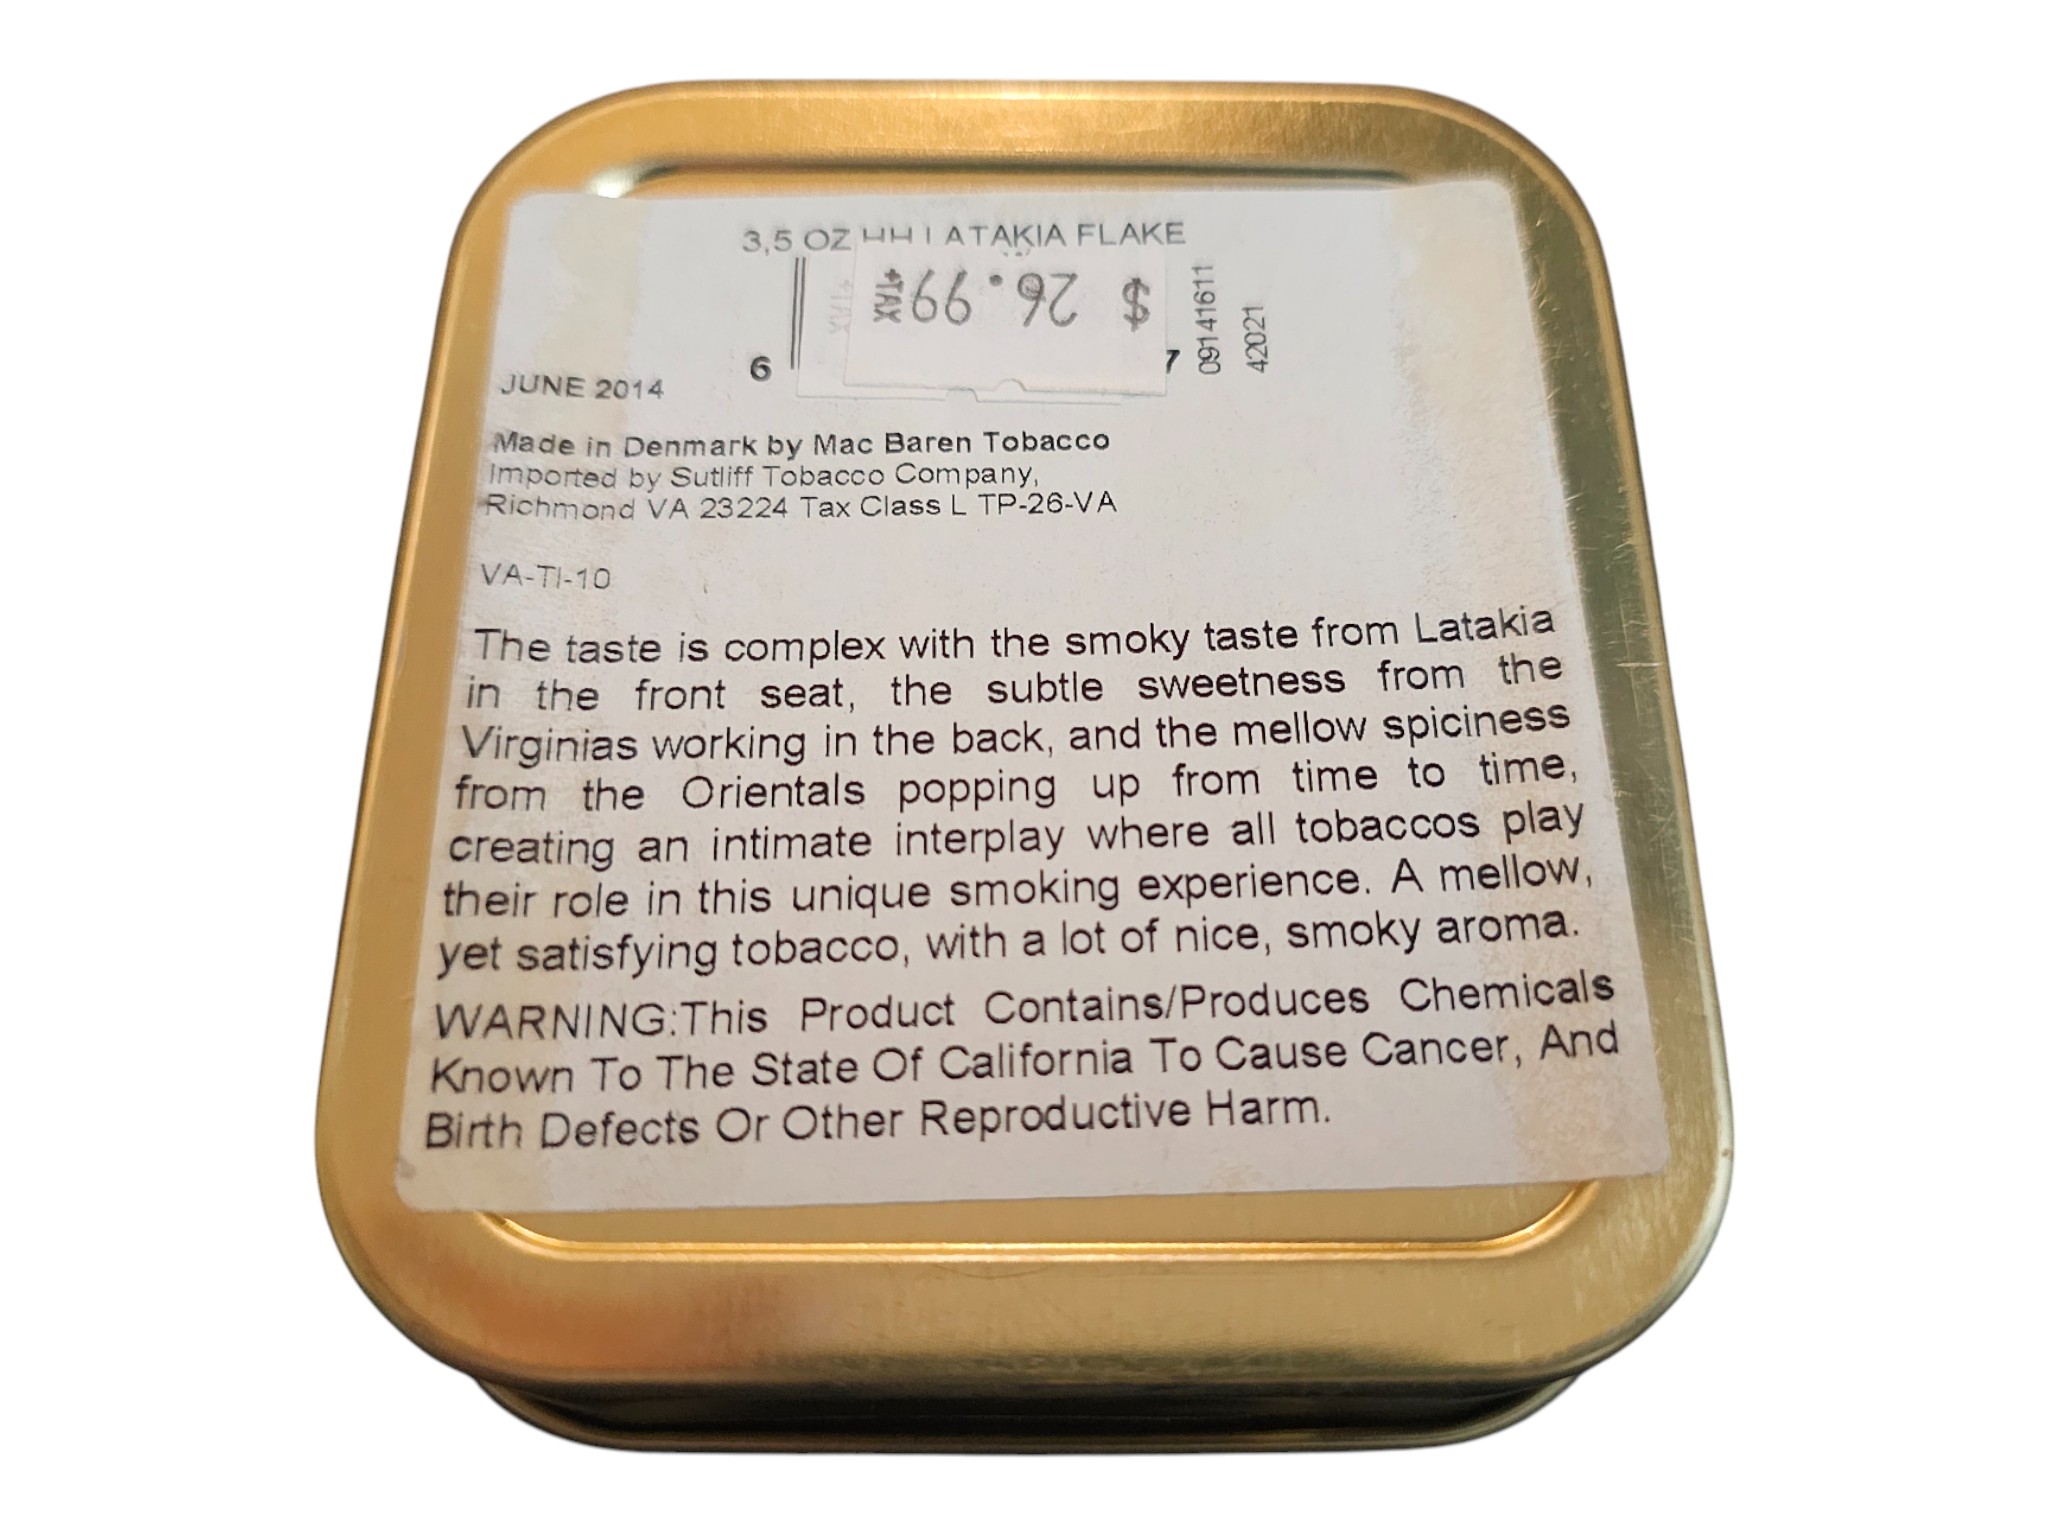 3,5 OZ HH LATAKIA FLAKE
$ 26.99 +TAX
09141611
42021
6
7
JUNE 2014
Made in Denmark by Mac Baren Tobacco
Imported by Sutliff Tobacco Company,
Richmond VA 23224 Tax Class L TP-26-VA
VA-TI-10
The taste is complex with the smoky taste from Latakia
in the front seat, the subtle sweetness from the
Virginias working in the back, and the mellow spiciness
from the Orientals popping up from time to time,
creating an intimate interplay where all tobaccos play
their role in this unique smoking experience. A mellow,
yet satisfying tobacco, with a lot of nice, smoky aroma.
WARNING:This Product Contains/Produces Chemicals
Known To The State Of California To Cause Cancer, And
Birth Defects Or Other Reproductive Harm.